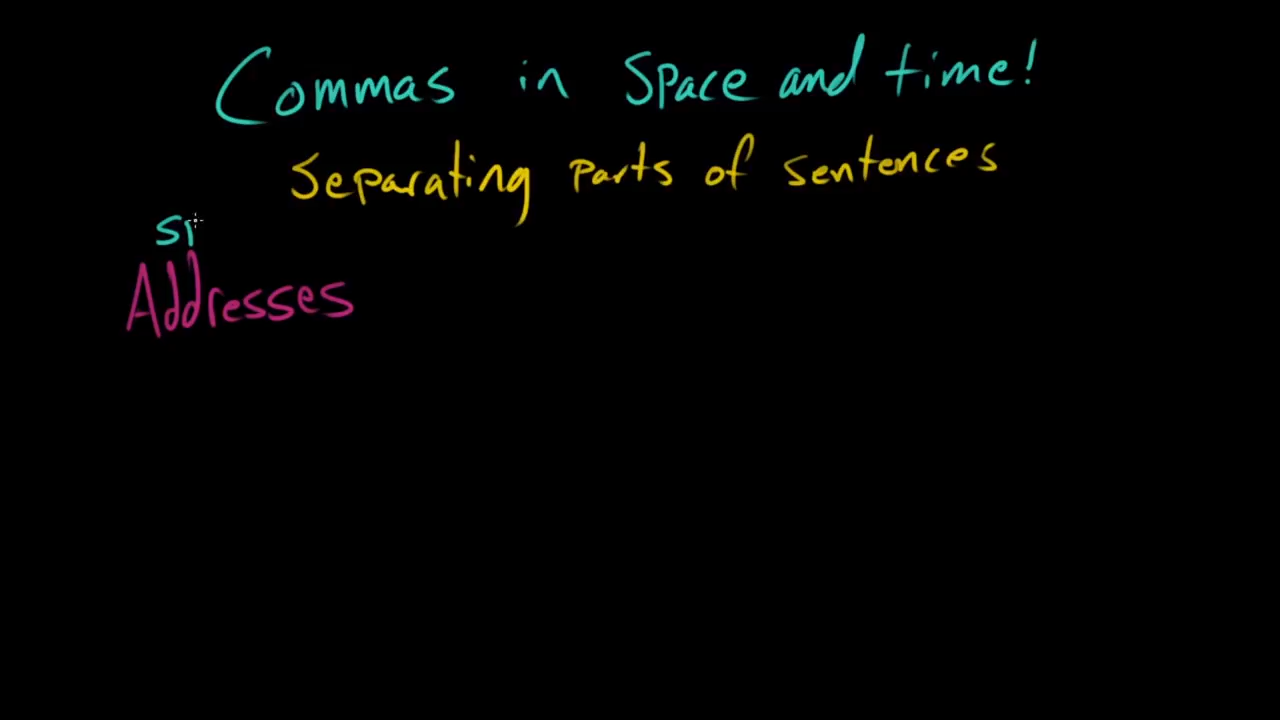 Commas in Space and time!
Separating parts of sentences
Addresses